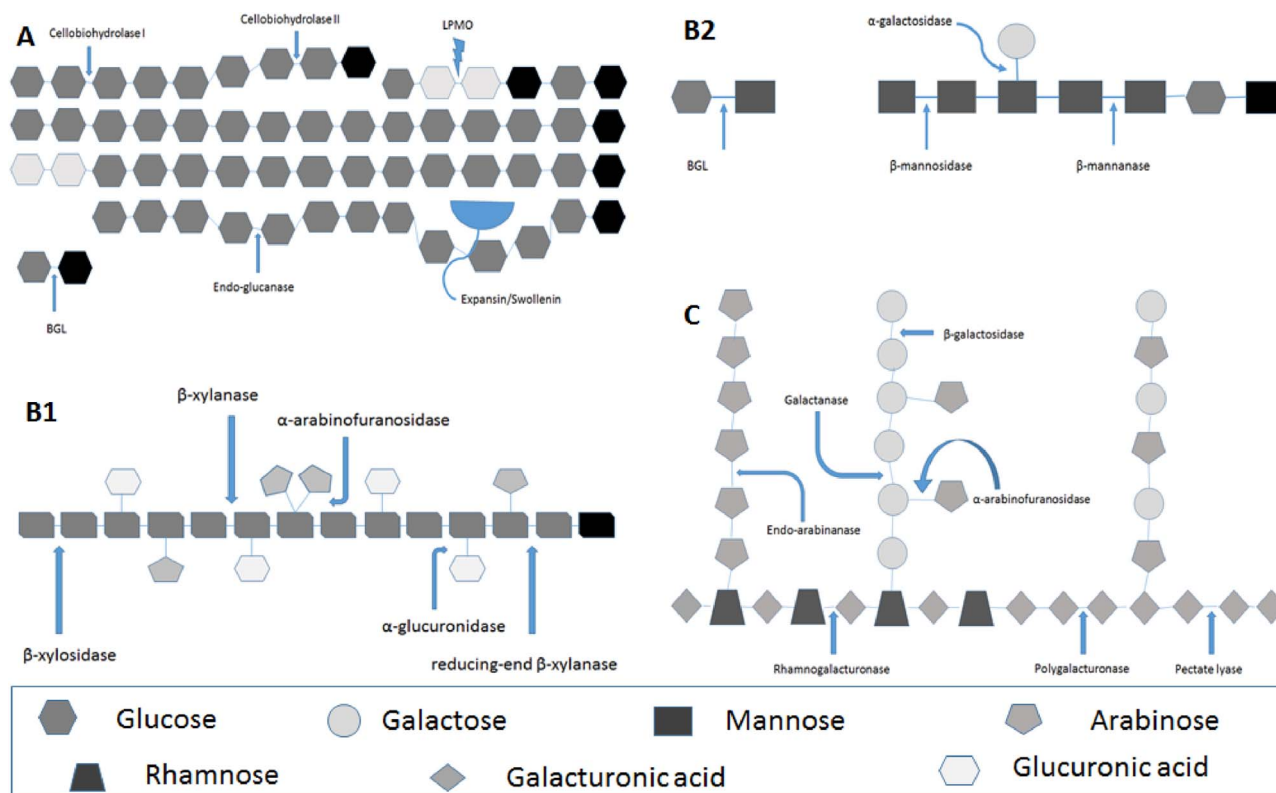 A
Cellobiohydrolase I
Cellobiohydrolase II
LPMO
BGL
Endo-glucanase
Expansin/Swollenin
B2
α-galactosidase
BGL
β-mannosidase
β-mannanase
B1
β-xylanase
α-arabinofuranosidase
β-xylosidase
α-glucuronidase
reducing-end β-xylanase
C
β-galactosidase
Galactanase
α-arabinofuranosidase
Endo-arabinanase
Rhamnogalacturonase
Polygalacturonase
Pectate lyase
Glucose
Galactose
Mannose
Arabinose
Rhamnose
Galacturonic acid
Glucuronic acid